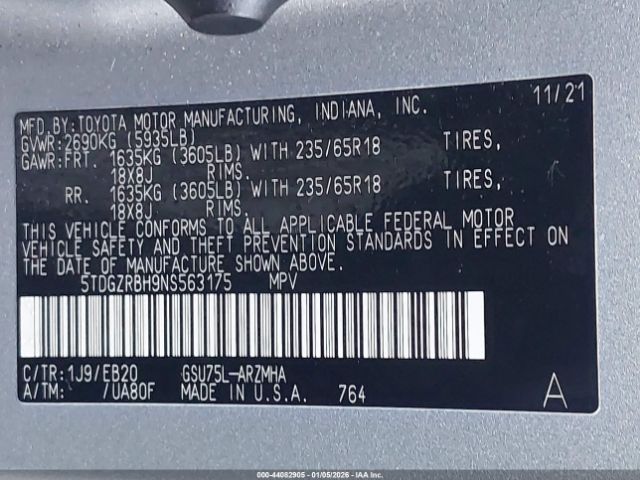 MFD.BY:TOYOTA MOTOR MANUFACTURING, INDIANA, INC. 11/21
GVWR:2690KG (5935LB)
GAWR:FRT. 1635KG (3605LB) WITH 235/65R18 TIRES,
18X8J RIMS.
RR. 1635KG (3605LB) WITH 235/65R18 TIRES,
18X8J RIMS.
THIS VEHICLE CONFORMS TO ALL APPLICABLE FEDERAL MOTOR
VEHICLE SAFETY AND THEFT PREVENTION STANDARDS IN EFFECT ON
THE DATE OF MANUFACTURE SHOWN ABOVE.
5TDGZRBH9NS563175 MPV
C/TR:1J9/EB20 GSU75L-ARZMHA
A/TM: /UA80F MADE IN U.S.A. 764 A
000-44082905 - 01/05/2026 - IAAC Inc.